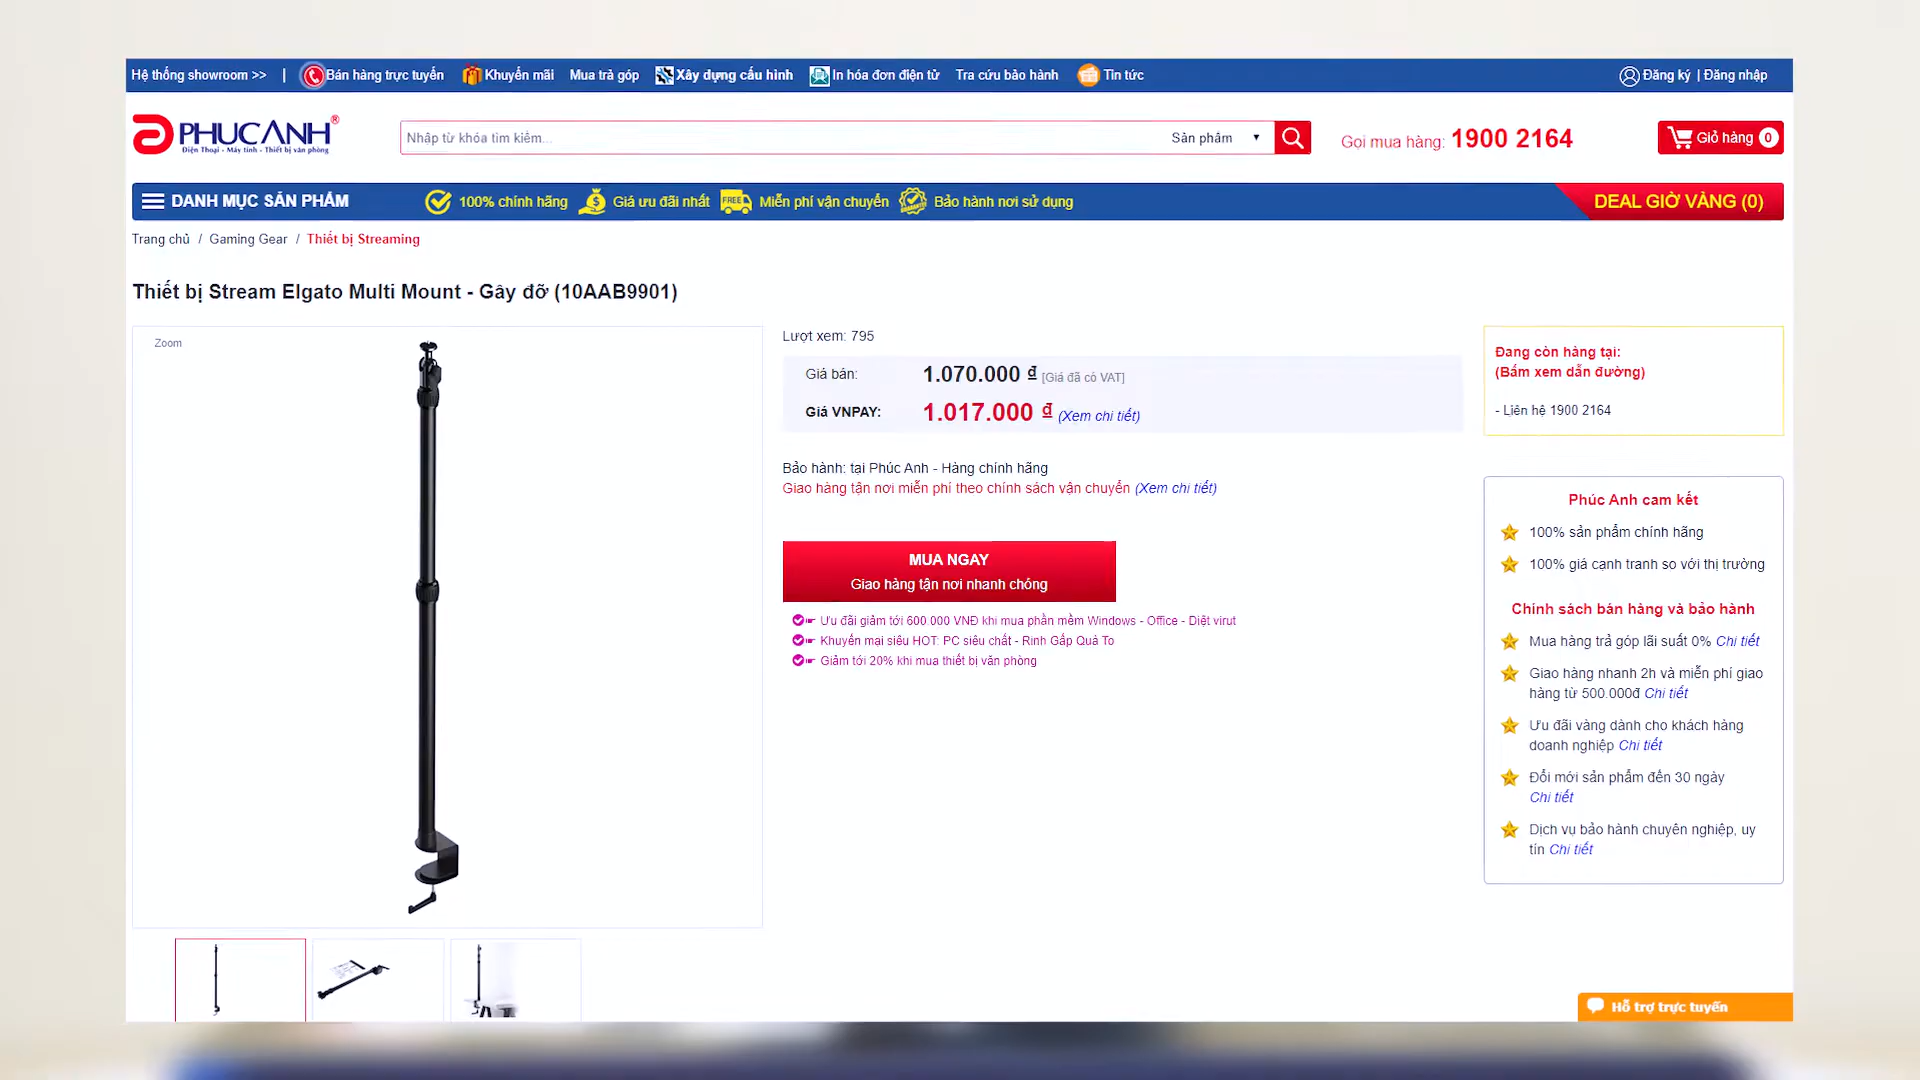 Hệ thống showroom >> | Bán hàng trực tuyến Khuyến mãi Mua trả góp Xây dựng cấu hình In hóa đơn điện tử Tra cứu bảo hành Tin tức Đăng ký | Đăng nhập
PHUCANH®
Điện Thoại - Máy tính - Thiết bị văn phòng
Nhập từ khóa tìm kiếm... Sản phẩm
Gọi mua hàng: 1900 2164
Giỏ hàng 0
DANH MỤC SẢN PHẨM 100% chính hãng Giá ưu đãi nhất FREE Miễn phí vận chuyển Bảo hành nơi sử dụng DEAL GIỜ VÀNG (0)
Trang chủ / Gaming Gear / Thiết bị Streaming
Thiết bị Stream Elgato Multi Mount - Gây đỡ (10AAB9901)
Zoom
Lượt xem: 795
Giá bán: 1.070.000 ₫ [Giá đã có VAT]
Giá VNPAY: 1.017.000 ₫ (Xem chi tiết)
Bảo hành: tại Phúc Anh - Hàng chính hãng
Giao hàng tận nơi miễn phí theo chính sách vận chuyển (Xem chi tiết)
MUA NGAY
Giao hàng tận nơi nhanh chóng
Ưu đãi giảm tới 600.000 VNĐ khi mua phần mềm Windows - Office - Diệt virut
Khuyến mại siêu HOT: PC siêu chất - Rinh Gấp Quà To
Giảm tới 20% khi mua thiết bị văn phòng
Đang còn hàng tại:
(Bấm xem dẫn đường)
- Liên hệ 1900 2164
Phúc Anh cam kết
100% sản phẩm chính hãng
100% giá cạnh tranh so với thị trường
Chính sách bán hàng và bảo hành
Mua hàng trả góp lãi suất 0% Chi tiết
Giao hàng nhanh 2h và miễn phí giao
hàng từ 500.000đ Chi tiết
Ưu đãi vàng dành cho khách hàng
doanh nghiệp Chi tiết
Đổi mới sản phẩm đến 30 ngày
Chi tiết
Dịch vụ bảo hành chuyên nghiệp, uy
tín Chi tiết
Hỗ trợ trực tuyến